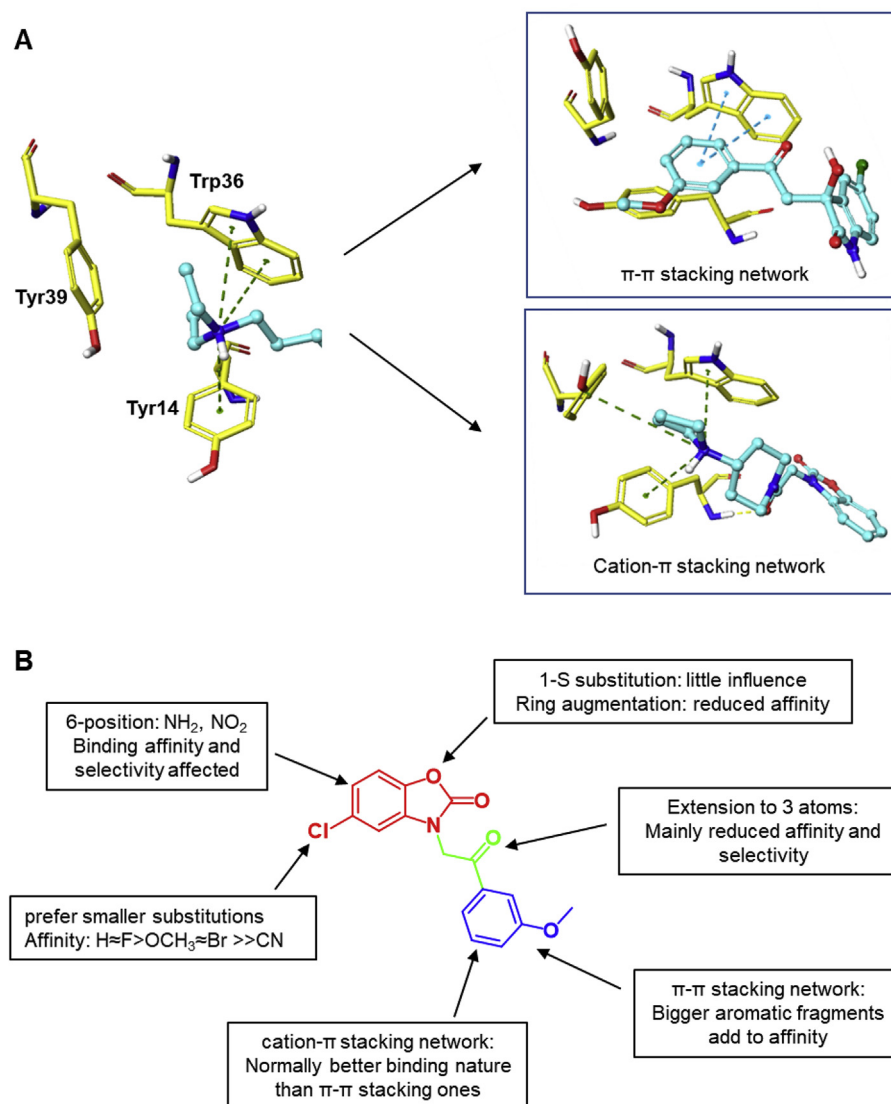 A
Trp36
Tyr39
Tyr14
π-π stacking network
Cation-π stacking network
B
6-position: NH₂, NO₂
Binding affinity and
selectivity affected
1-S substitution: little influence
Ring augmentation: reduced affinity
O
O
N
Cl
O
O
Extension to 3 atoms:
Mainly reduced affinity and
selectivity
prefer smaller substitutions
Affinity: H≈F>OCH₃≈Br >>CN
π-π stacking network:
Bigger aromatic fragments
add to affinity
cation-π stacking network:
Normally better binding nature
than π-π stacking ones